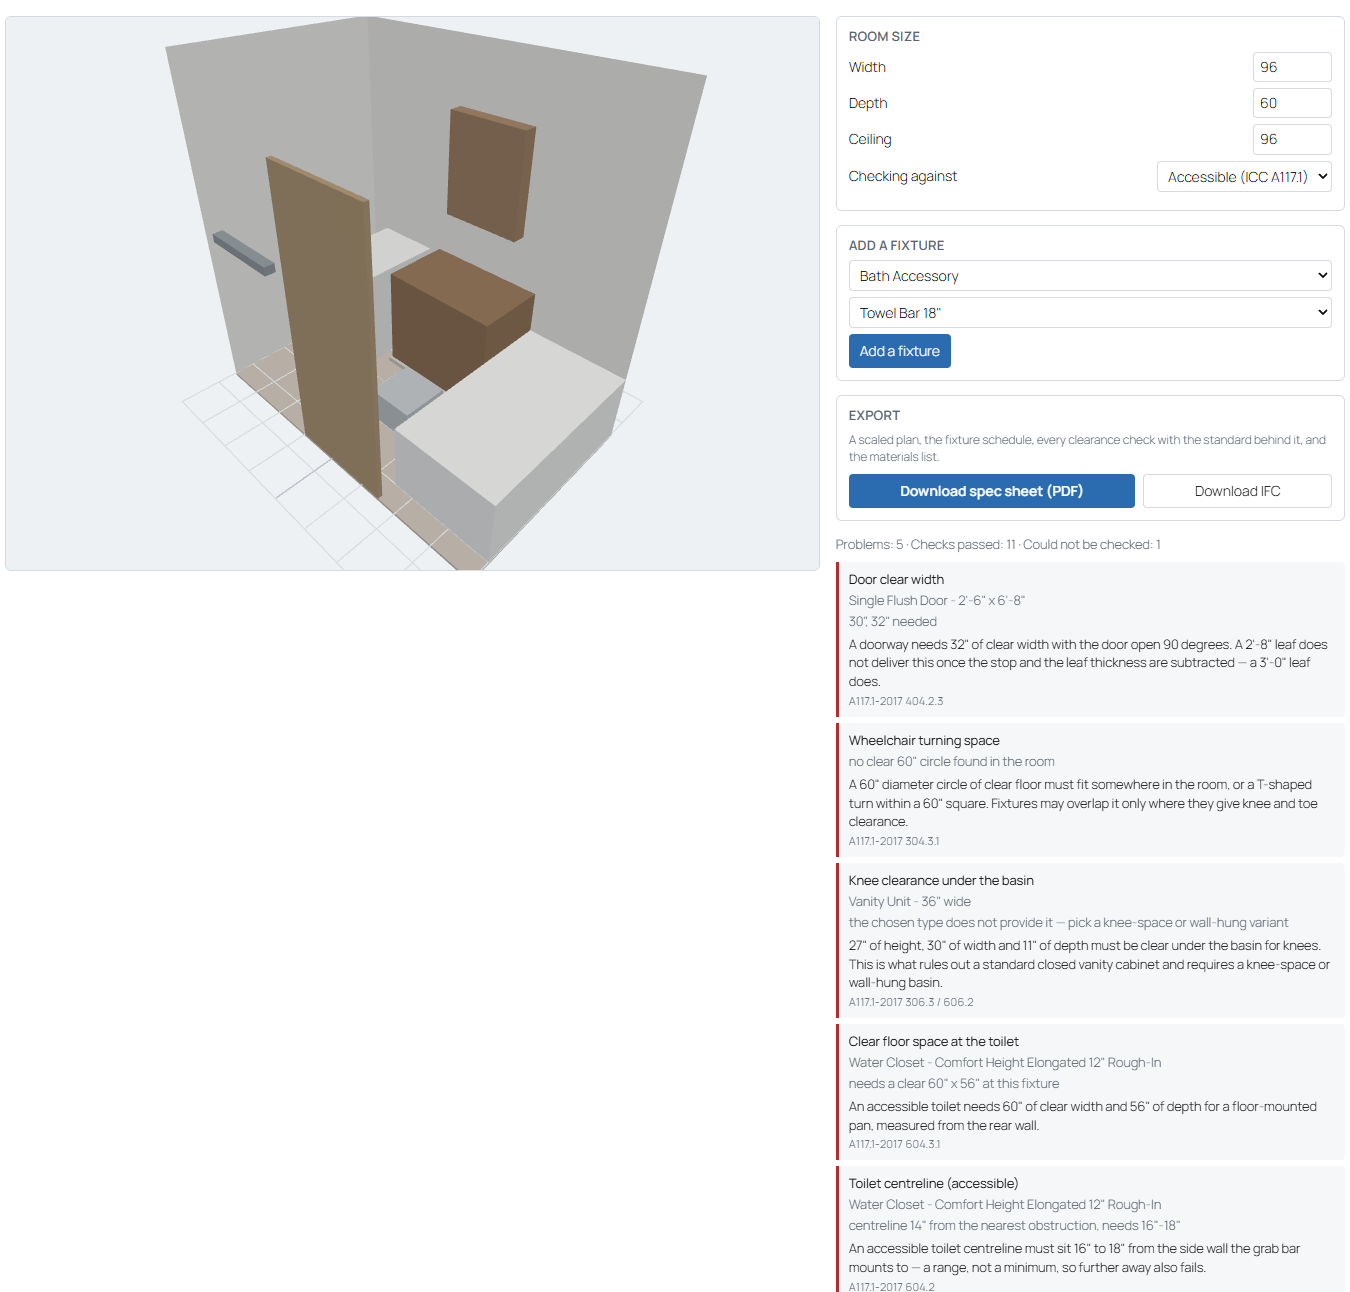 ROOM SIZE
Width
96
Depth
60
Ceiling
96
Checking against
Accessible (ICC A117.1)
ADD A FIXTURE
Bath Accessory
Towel Bar 18"
Add a fixture
EXPORT
A scaled plan, the fixture schedule, every clearance check with the standard behind it, and
the materials list.
Download spec sheet (PDF)
Download IFC
Problems: 5 · Checks passed: 11 · Could not be checked: 1
Door clear width
Single Flush Door - 2'-6" x 6'-8"
30", 32" needed
A doorway needs 32" of clear width with the door open 90 degrees. A 2'-8" leaf does
not deliver this once the stop and the leaf thickness are subtracted — a 3'-0" leaf
does.
A117.1-2017 404.2.3
Wheelchair turning space
no clear 60" circle found in the room
A 60" diameter circle of clear floor must fit somewhere in the room, or a T-shaped
turn within a 60" square. Fixtures may overlap it only where they give knee and toe
clearance.
A117.1-2017 304.3.1
Knee clearance under the basin
Vanity Unit - 36" wide
the chosen type does not provide it — pick a knee-space or wall-hung variant
27" of height, 30" of width and 11" of depth must be clear under the basin for knees.
This is what rules out a standard closed vanity cabinet and requires a knee-space or
wall-hung basin.
A117.1-2017 306.3 / 606.2
Clear floor space at the toilet
Water Closet - Comfort Height Elongated 12" Rough-In
needs a clear 60" x 56" at this fixture
An accessible toilet needs 60" of clear width and 56" of depth for a floor-mounted
pan, measured from the rear wall.
A117.1-2017 604.3.1
Toilet centreline (accessible)
Water Closet - Comfort Height Elongated 12" Rough-In
centreline 14" from the nearest obstruction, needs 16"-18"
An accessible toilet centreline must sit 16" to 18" from the side wall the grab bar
mounts to — a range, not a minimum, so further away also fails.
A117.1-2017 604.2